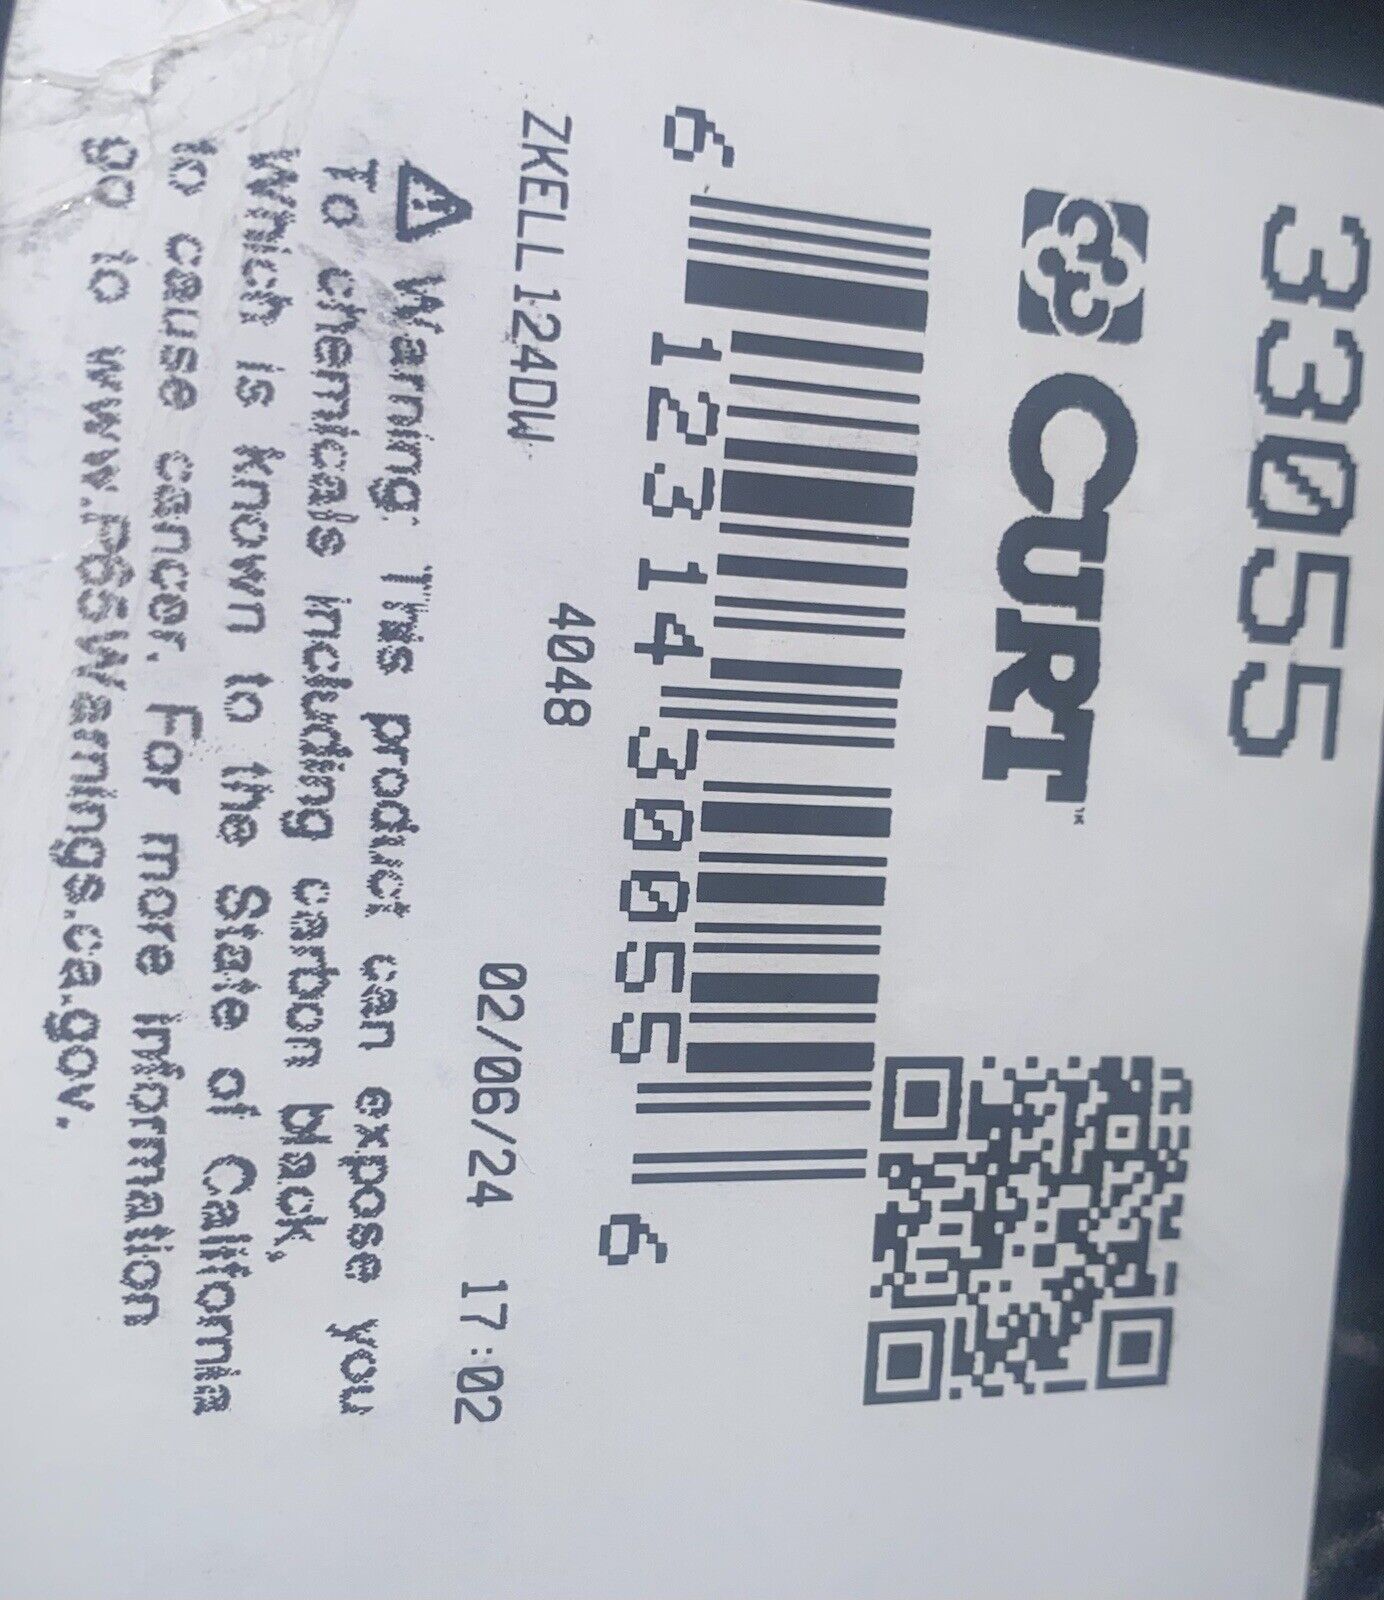 33055
CURT™
6 12314 33055 6
4048
ZKELL124DW 02/06/24 17:02
Warning: This product can expose you
To chemicals including carbon black,
Which is known to the State of California
to cause cancer. For more information
go to www.P65Warnings.ca.gov.